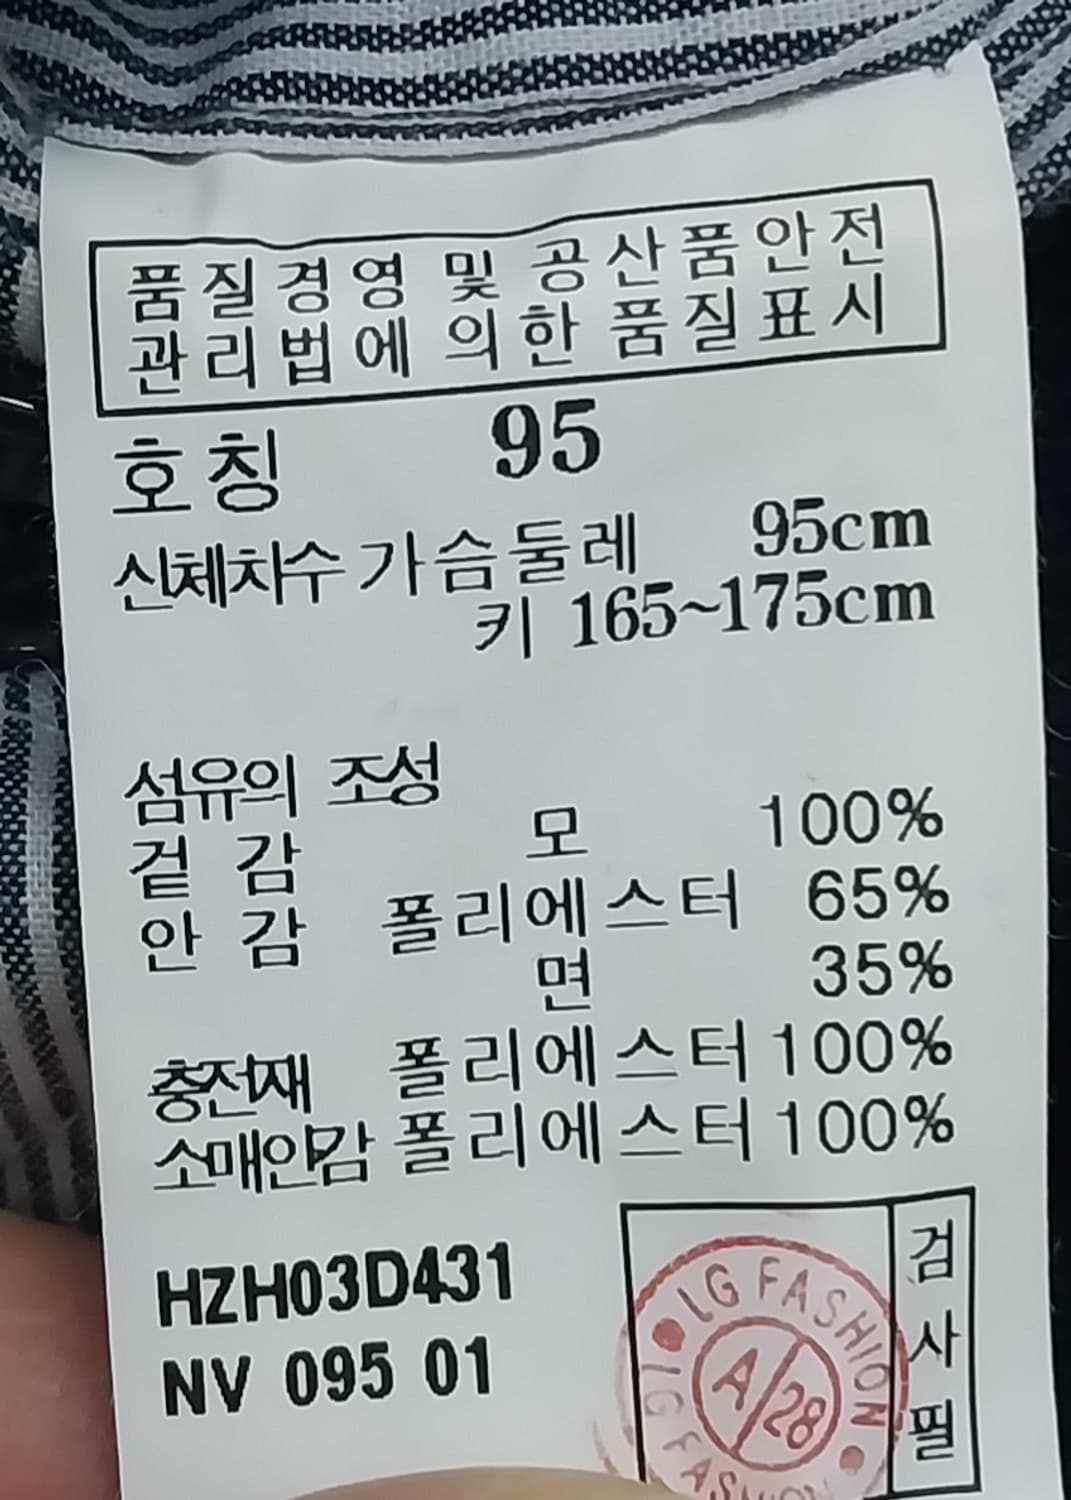 품질경영 및 공산품안전
관리법에 의한 품질표시
호칭 95
신체치수 가슴둘레 95cm
키 165~175cm
섬유의 조성
겉감 모 100%
안감 폴리에스터 65%
면 35%
충전재 폴리에스터 100%
소매안감 폴리에스터 100%
HZH03D431
NV 095 01
검사필
LG FASHION
A/28
LG FASHION